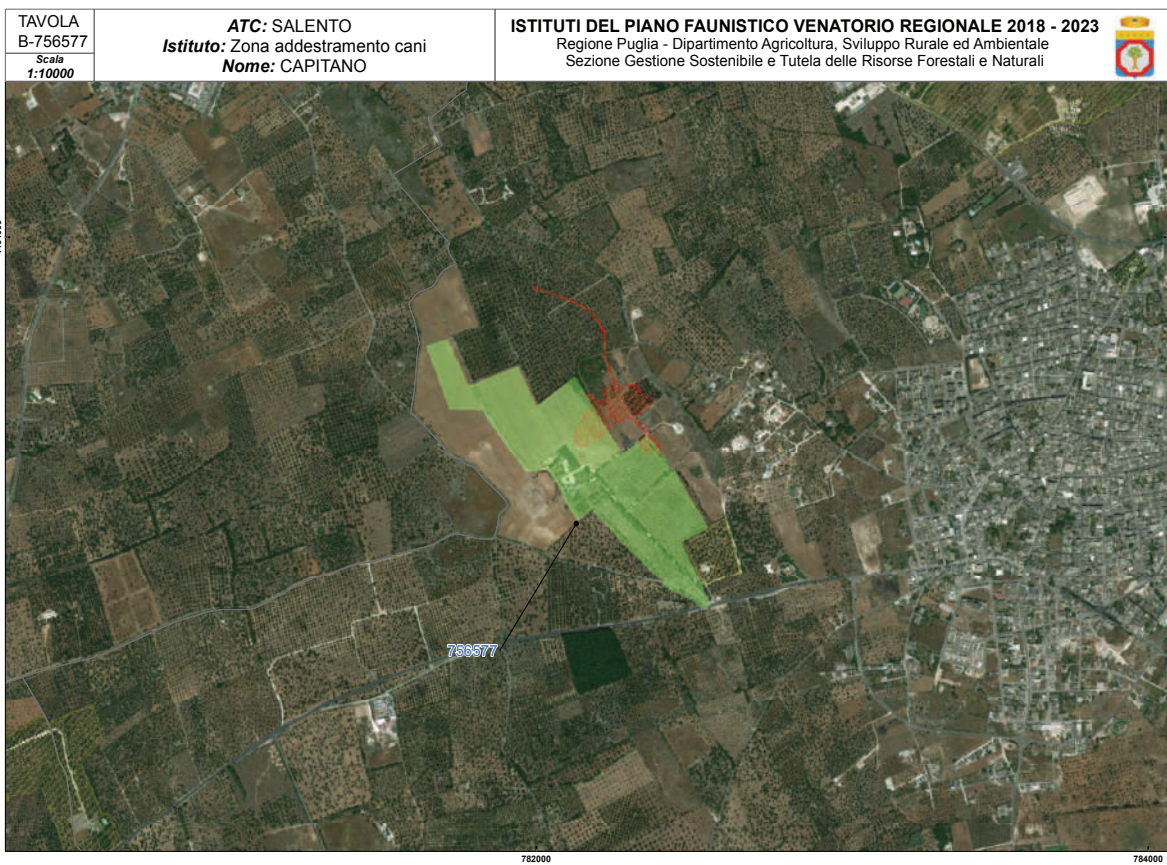 TAVOLA
B-756577
Scala
1:10000
ATC: SALENTO
Istituto: Zona addestramento cani
Nome: CAPITANO
ISTITUTI DEL PIANO FAUNISTICO VENATORIO REGIONALE 2018 - 2023
Regione Puglia - Dipartimento Agricoltura, Sviluppo Rurale ed Ambientale
Sezione Gestione Sostenibile e Tutela delle Risorse Forestali e Naturali
756577
782000
784000